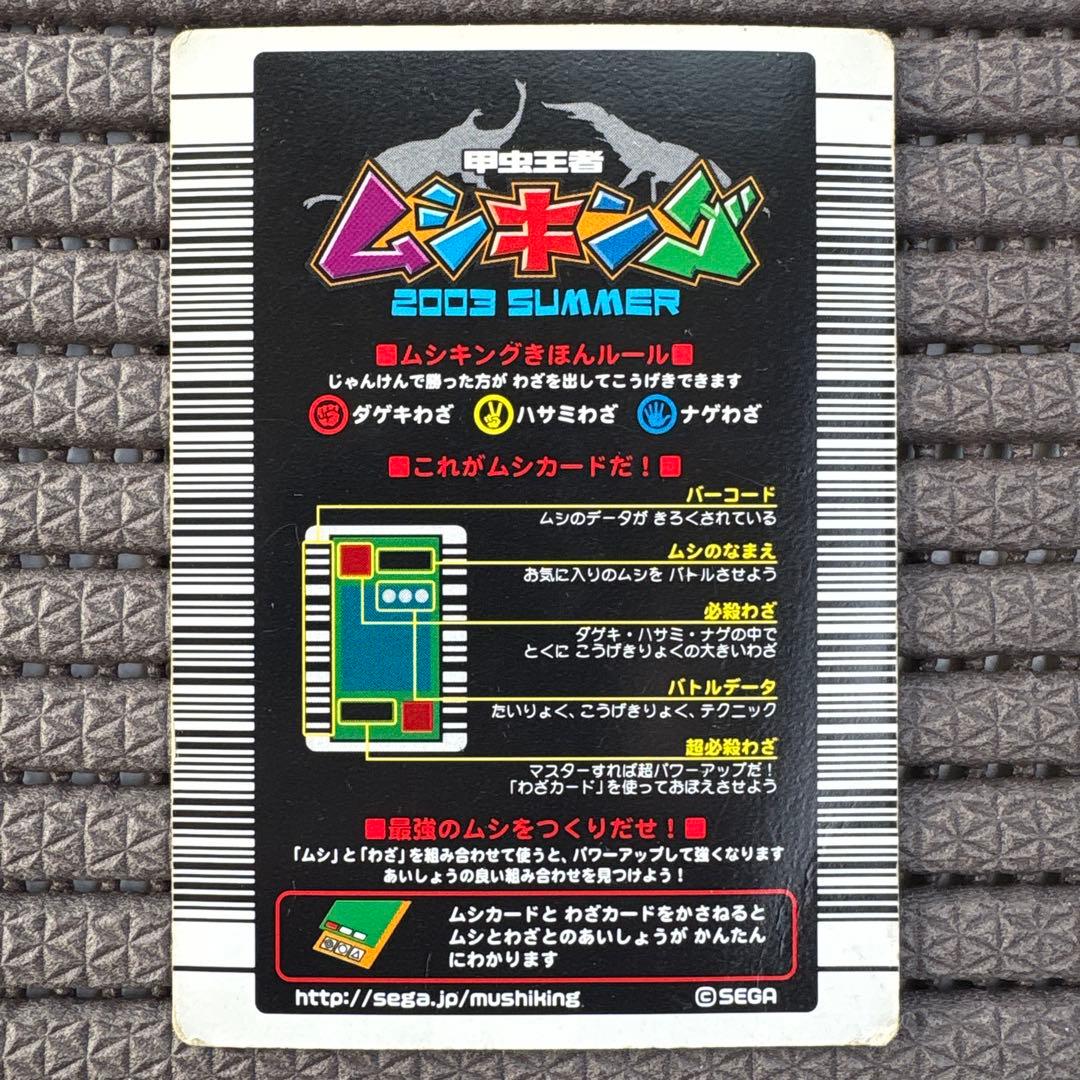 甲虫王者
ムシキング
2003 SUMMER
■ムシキングきほんルール■
じゃんけんで勝った方が わざを出してこうげきできます
ダゲキわざ ハサミわざ ナゲわざ
■これがムシカードだ!■
バーコード
ムシのデータが きろくされている
ムシのなまえ
お気に入りのムシを バトルさせよう
必殺わざ
ダゲキ・ハサミ・ナゲの中で
とくに こうげきりょくの大きいわざ
バトルデータ
たいりょく、こうげきりょく、テクニック
超必殺わざ
マスターすれば超パワーアップだ!
「わざカード」を使っておぼえさせよう
■最強のムシをつくりだせ!■
「ムシ」と「わざ」を組み合わせて使うと、パワーアップして強くなります
あいしょうの良い組み合わせを見つけよう!
ムシカードと わざカードをかさねると
ムシとわざとのあいしょうが かんたん
にわかります
http://sega.jp/mushiking ©SEGA